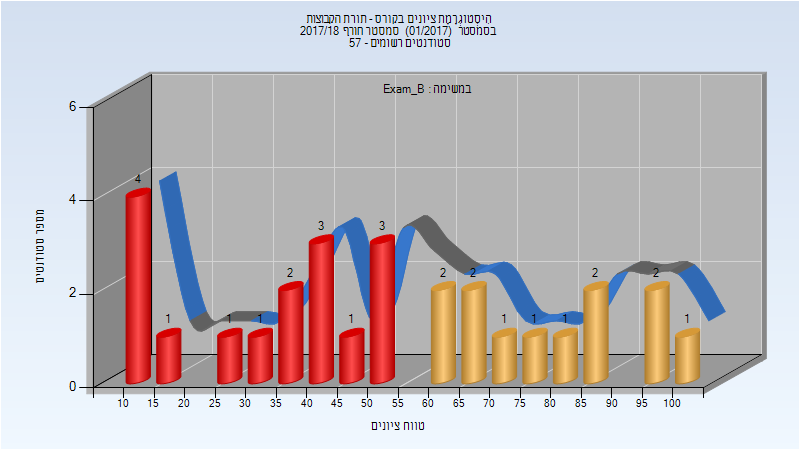 היסטוגרמת ציונים בקורס - תורת הקבוצות
בסמסטר (01/2017) סמסטר חורף 2017/18
סטודנטים רשומים - 57
במשימה : Exam_B
מספר סטודנטים
6
4
2
0
4
1
1
1
2
3
1
3
2
2
1
1
1
2
2
1
10 15 20 25 30 35 40 45 50 55 60 65 70 75 80 85 90 95 100
טווח ציונים